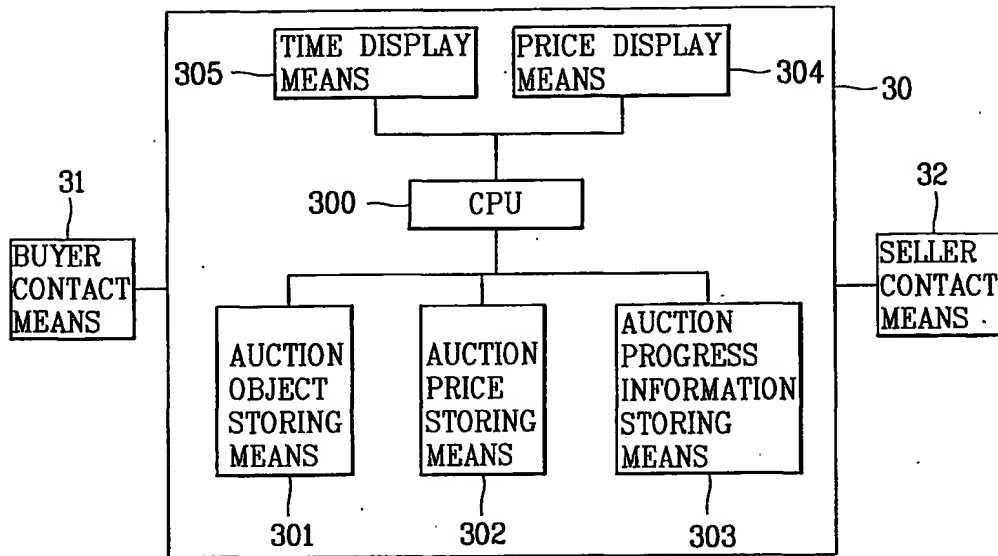 TIME DISPLAY
MEANS
305
PRICE DISPLAY
MEANS
304
30
31
BUYER
CONTACT
MEANS
300
CPU
32
SELLER
CONTACT
MEANS
AUCTION
OBJECT
STORING
MEANS
301
AUCTION
PRICE
STORING
MEANS
302
AUCTION
PROGRESS
INFORMATION
STORING
MEANS
303